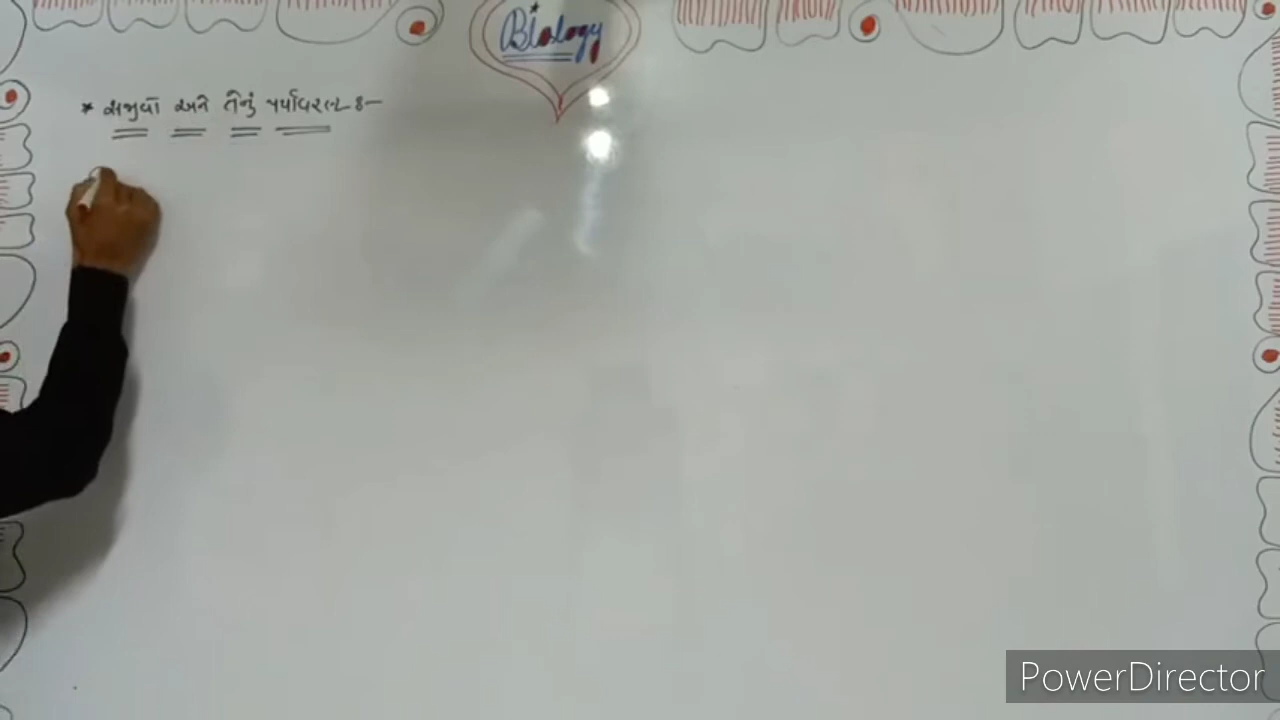 Biology
* સજીવો અને તેનું પર્યાવરણ :-
PowerDirector